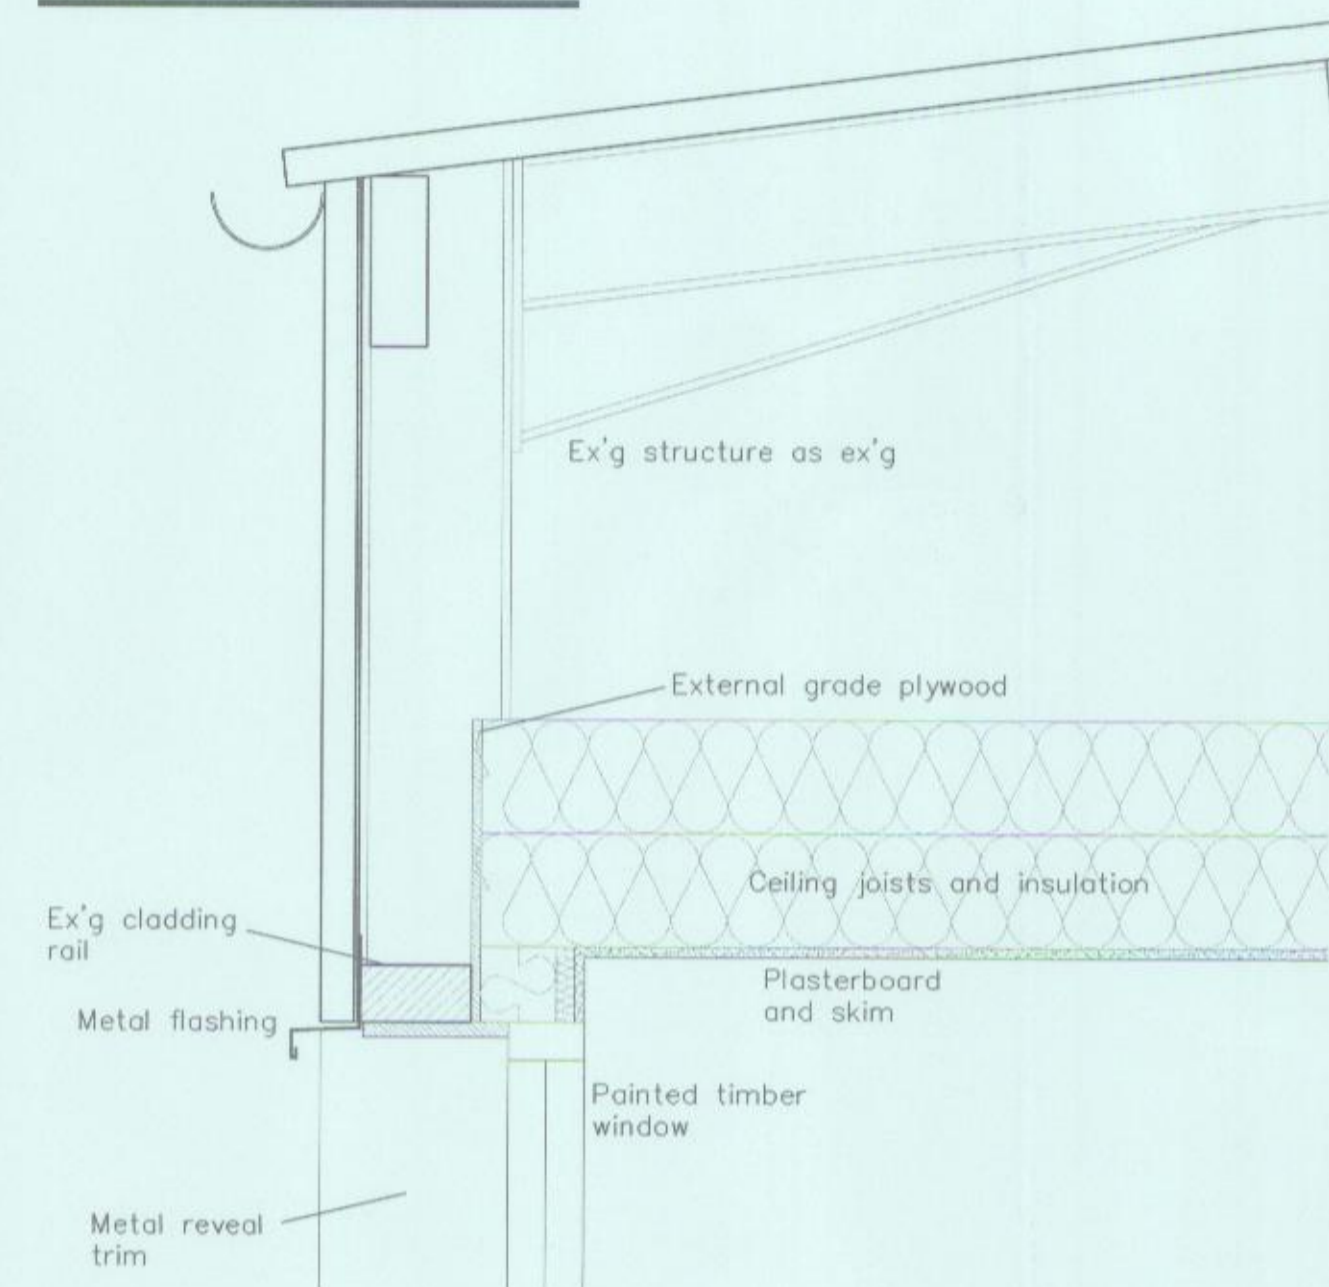 Ex'g structure as ex'g
External grade plywood
Ceiling joists and insulation
Ex'g cladding
rail
Plasterboard
and skim
Metal flashing
Painted timber
window
Metal reveal
trim